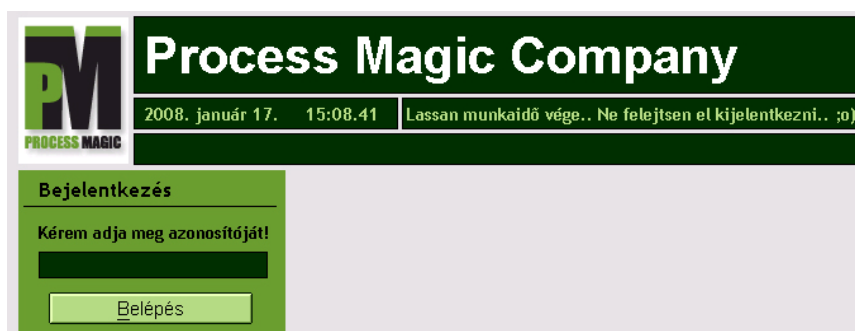 PM
PROCESS MAGIC
Process Magic Company
2008. január 17. 15:08.41 Lassan munkaidő vége.. Ne felejtsen el kijelentkezni.. ;o)
Bejelentkezés
Kérem adja meg azonosítóját!
Belépés